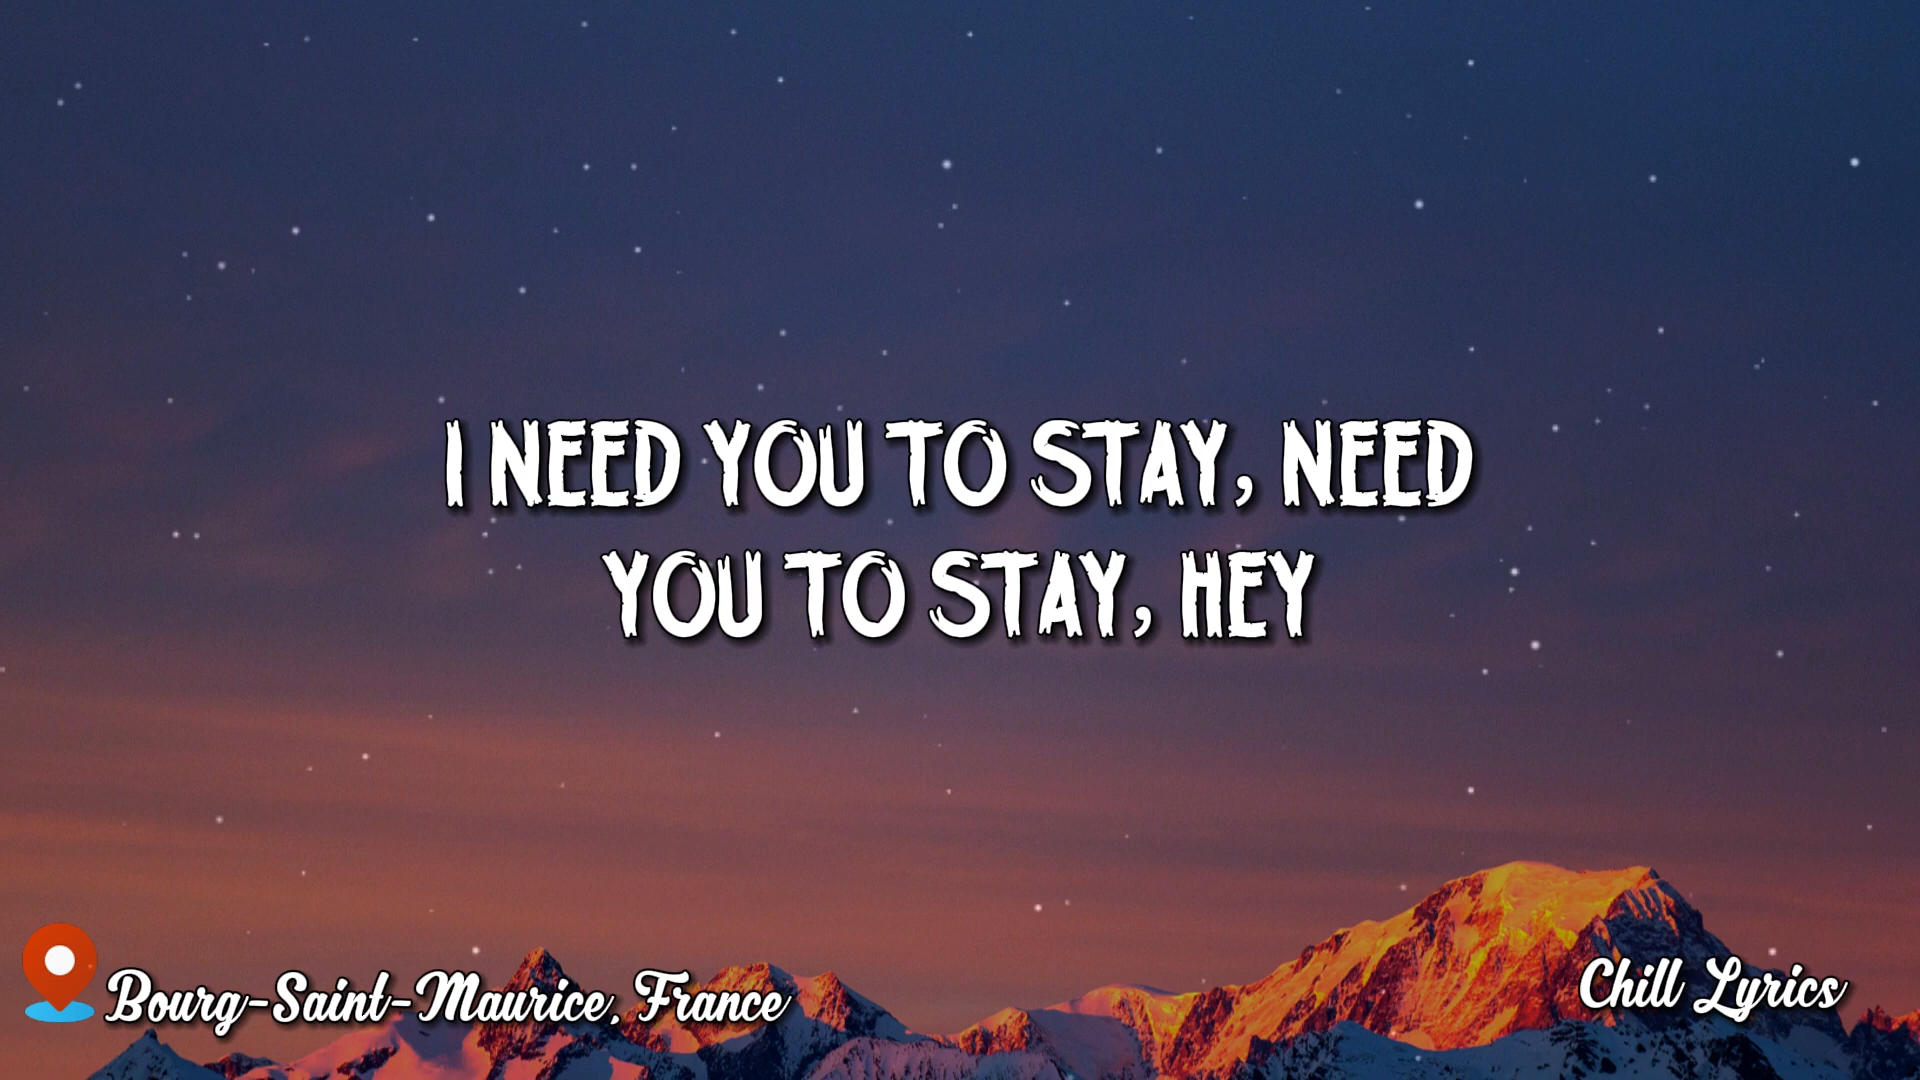 I NEED YOU TO STAY, NEED
YOU TO STAY, HEY
Bourg-Saint-Maurice, France
Chill Lyrics